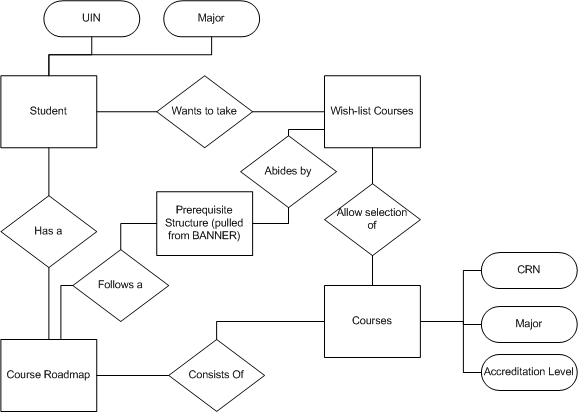 UIN
Major
Student
Wants to take
Wish-list Courses
Abides by
Prerequisite
Structure (pulled
from BANNER)
Allow selection
of
Has a
Follows a
CRN
Courses
Major
Course Roadmap
Consists Of
Accreditation Level